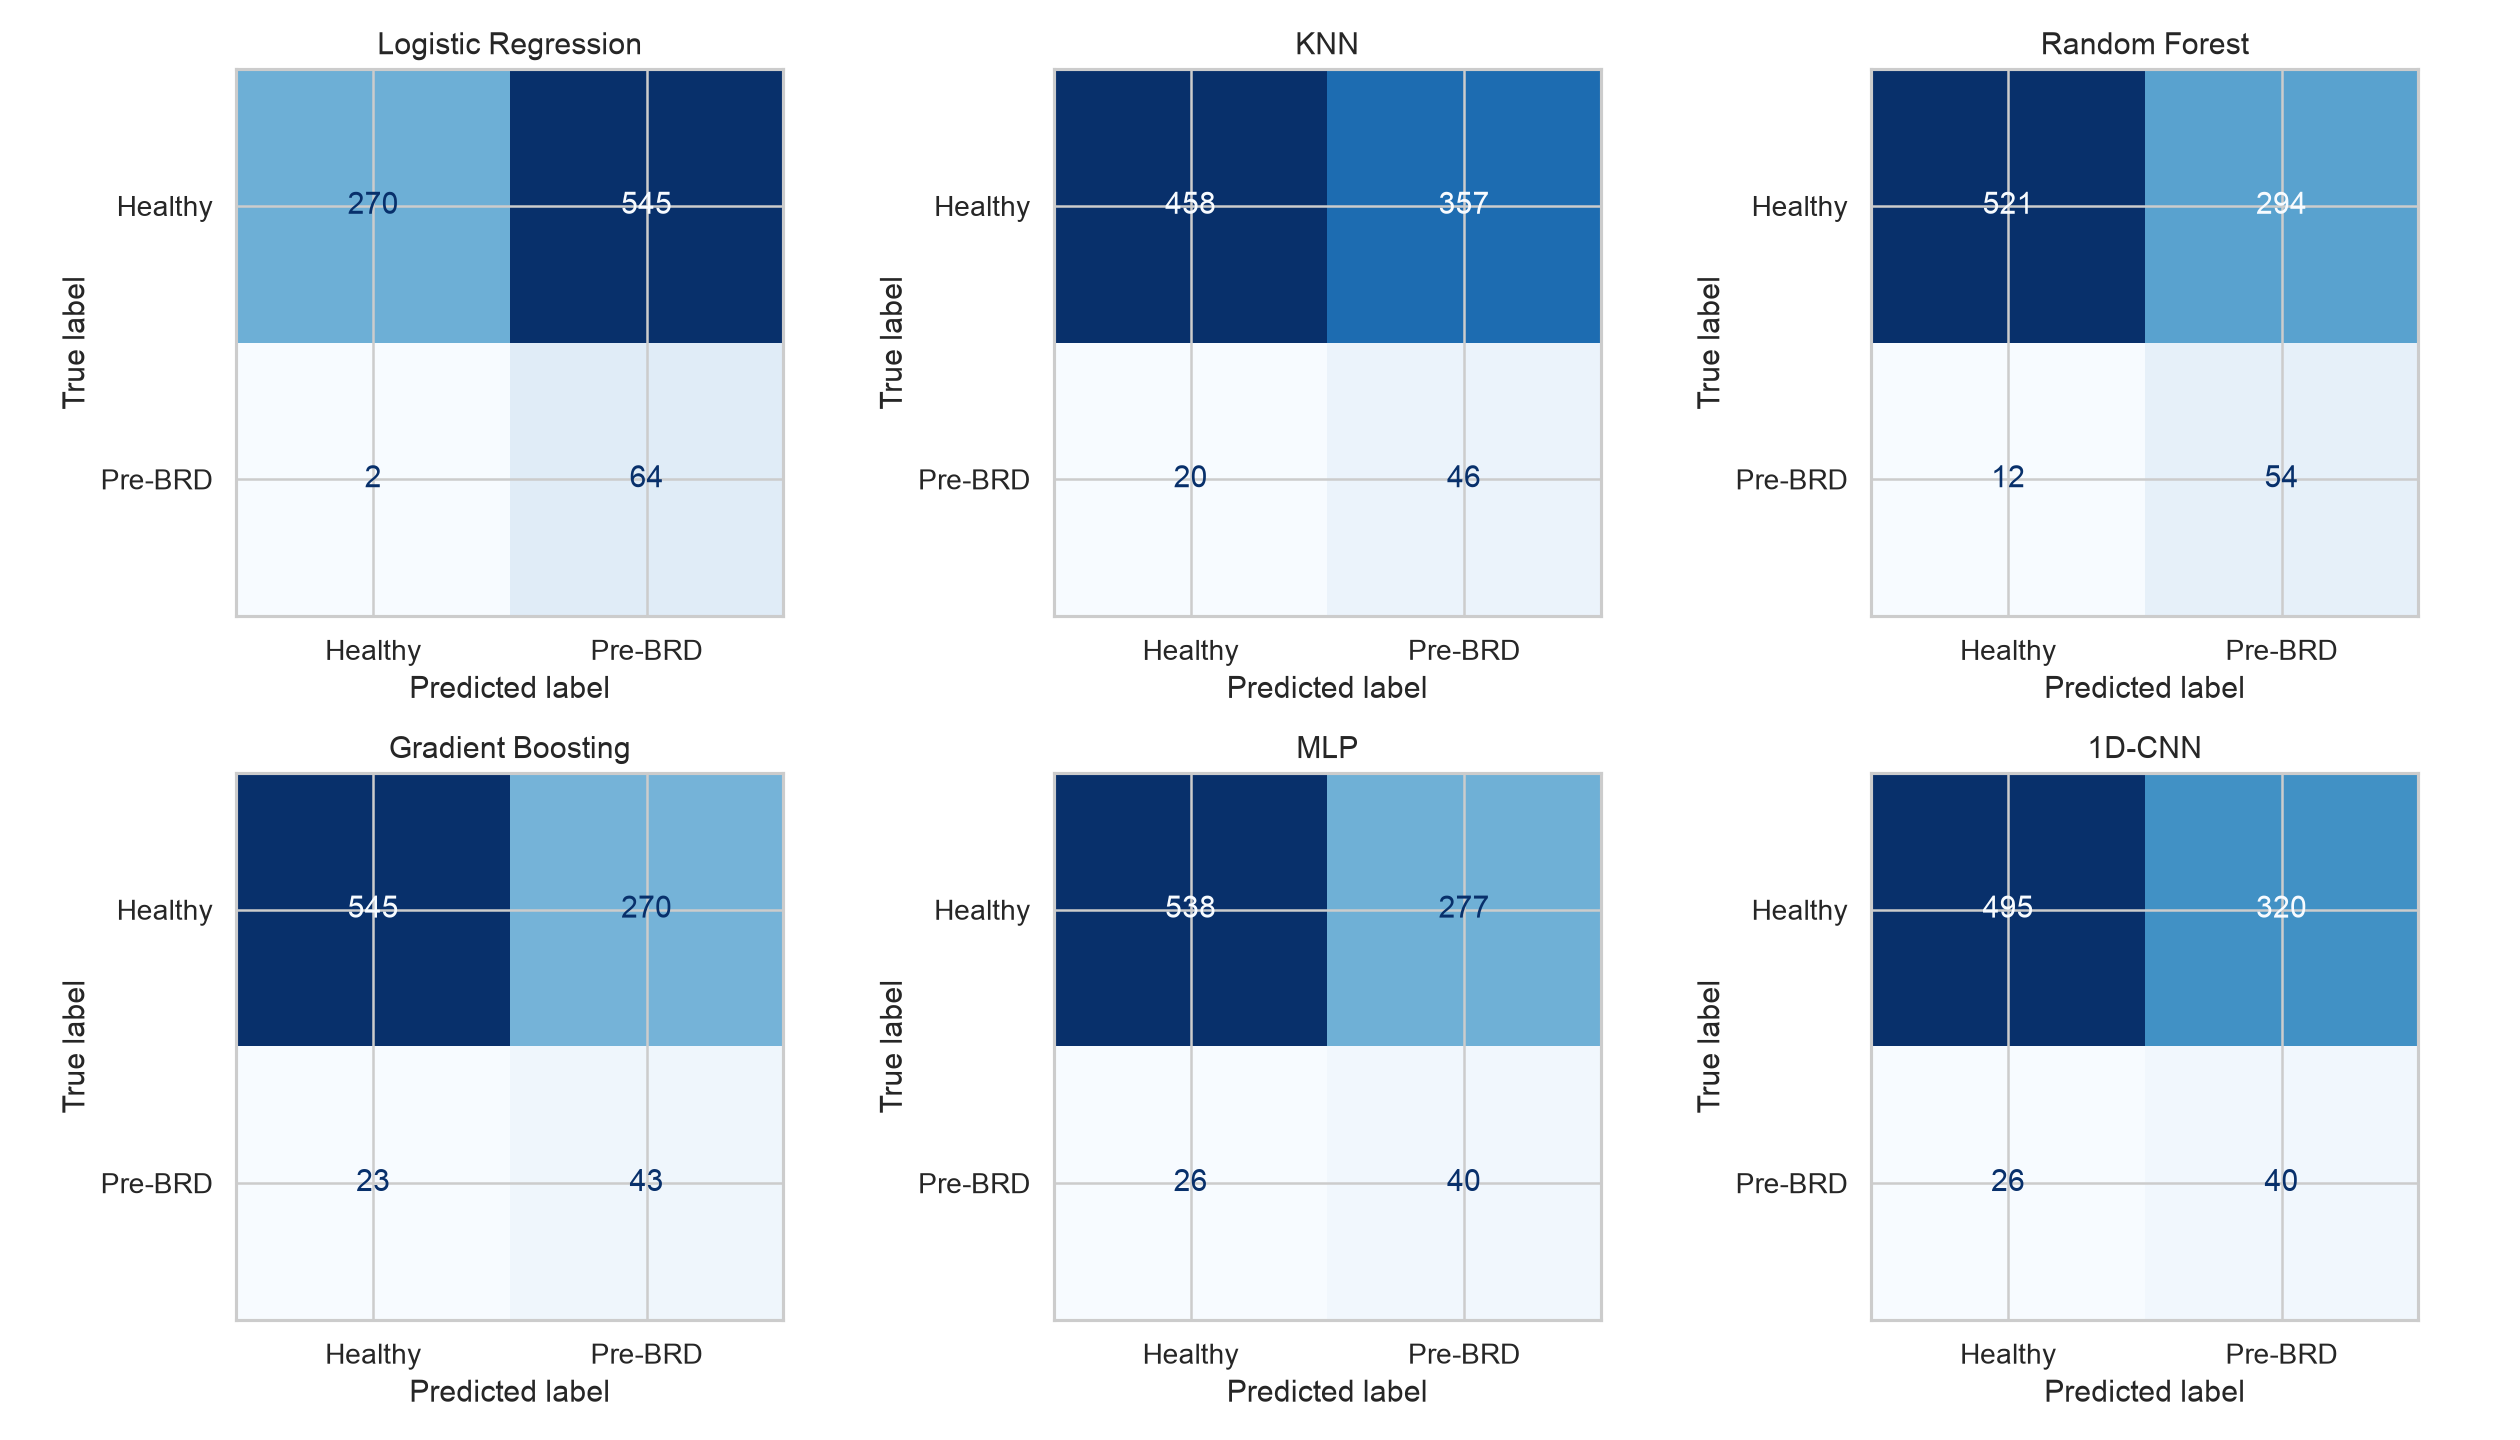 Logistic Regression
Healthy
270
545
True label
Pre-BRD
2
64
Healthy
Pre-BRD
Predicted label
KNN
Healthy
458
357
True label
Pre-BRD
20
46
Healthy
Pre-BRD
Predicted label
Random Forest
Healthy
521
294
True label
Pre-BRD
12
54
Healthy
Pre-BRD
Predicted label
Gradient Boosting
Healthy
545
270
True label
Pre-BRD
23
43
Healthy
Pre-BRD
Predicted label
MLP
Healthy
538
277
True label
Pre-BRD
26
40
Healthy
Pre-BRD
Predicted label
1D-CNN
Healthy
495
320
True label
Pre-BRD
26
40
Healthy
Pre-BRD
Predicted label